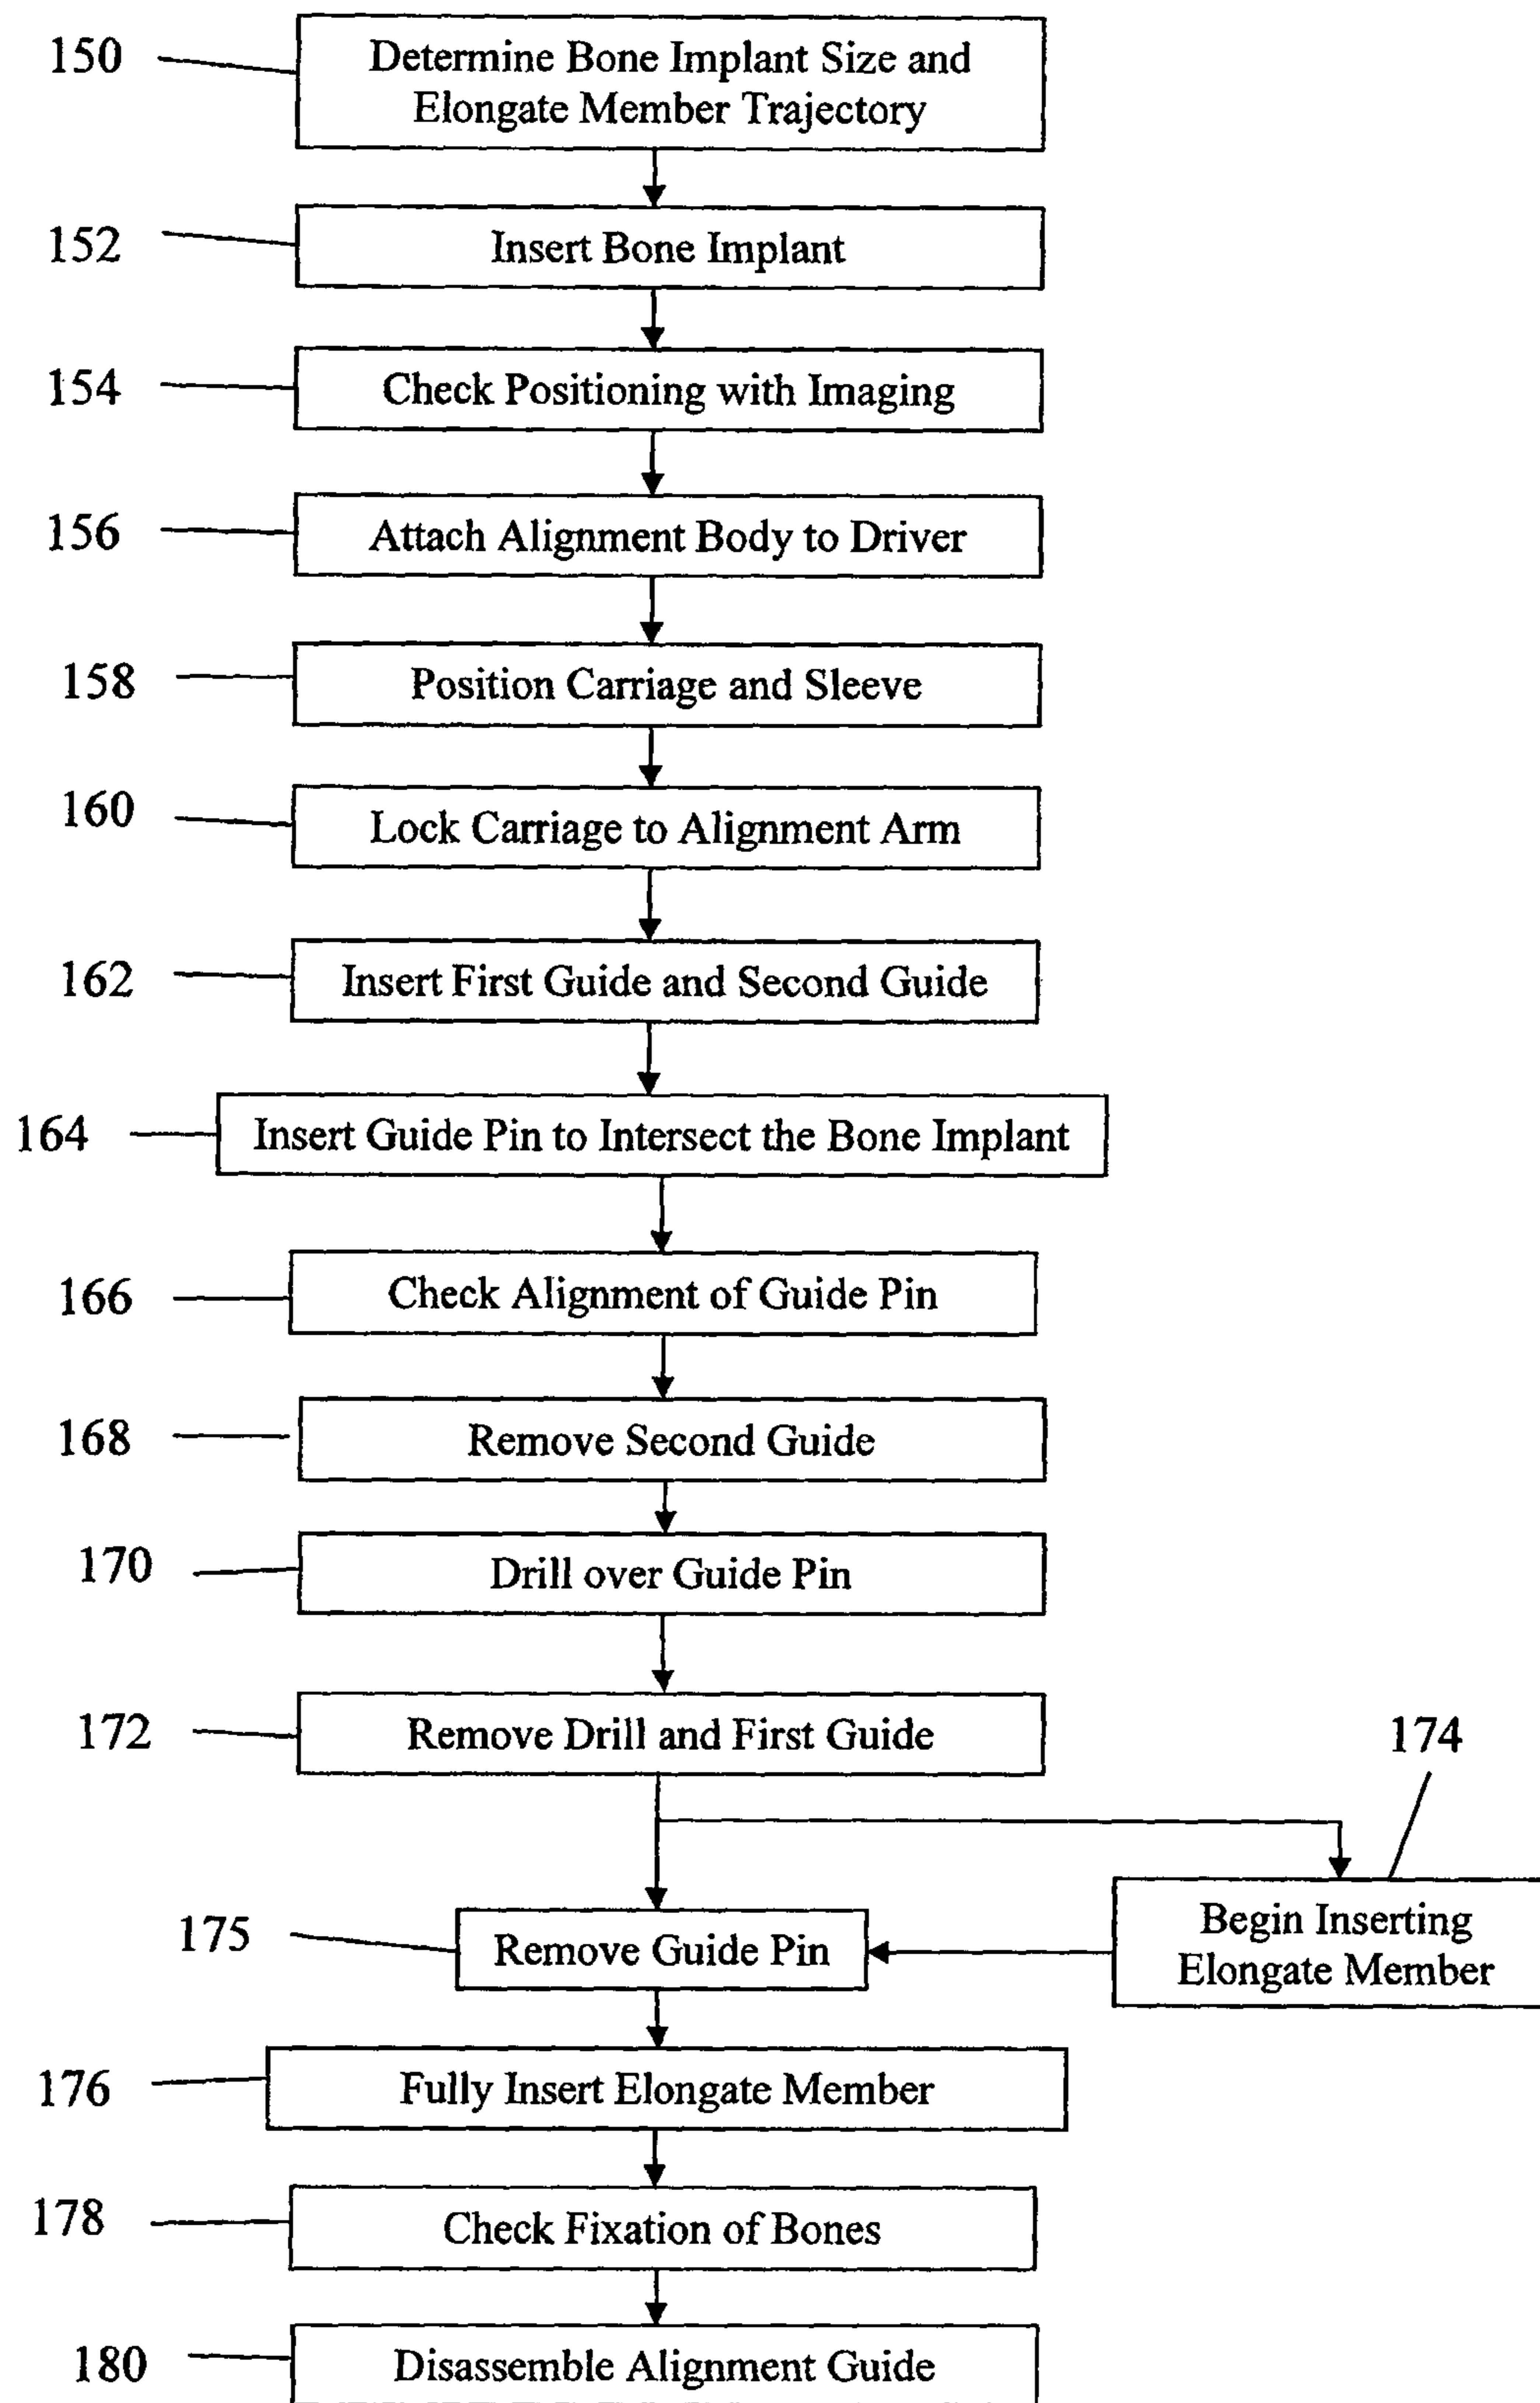 150
Determine Bone Implant Size and
Elongate Member Trajectory
152
Insert Bone Implant
154
Check Positioning with Imaging
156
Attach Alignment Body to Driver
158
Position Carriage and Sleeve
160
Lock Carriage to Alignment Arm
162
Insert First Guide and Second Guide
164
Insert Guide Pin to Intersect the Bone Implant
166
Check Alignment of Guide Pin
168
Remove Second Guide
170
Drill over Guide Pin
172
Remove Drill and First Guide
174
Begin Inserting
Elongate Member
175
Remove Guide Pin
176
Fully Insert Elongate Member
178
Check Fixation of Bones
180
Disassemble Alignment Guide